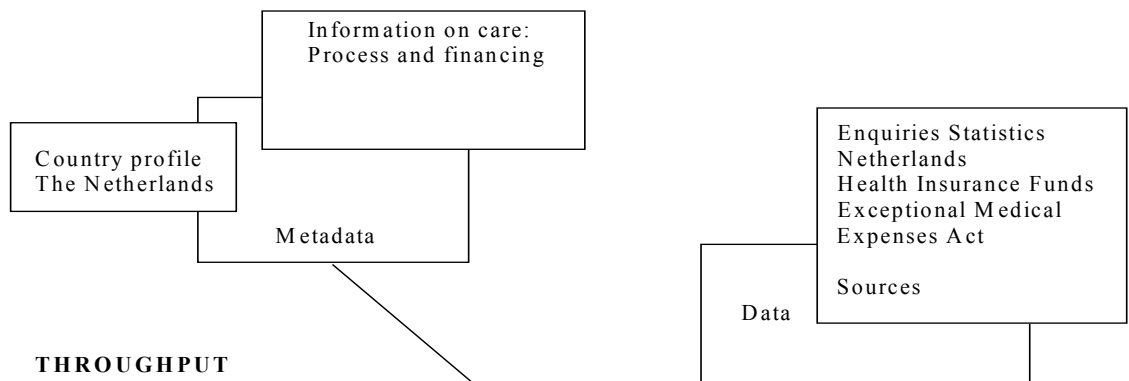 Information on care:
Process and financing
Country profile
The Netherlands
Metadata
Enquiries Statistics
Netherlands
Health Insurance Funds
Exceptional Medical
Expenses Act
Sources
Data
THROUGHPUT